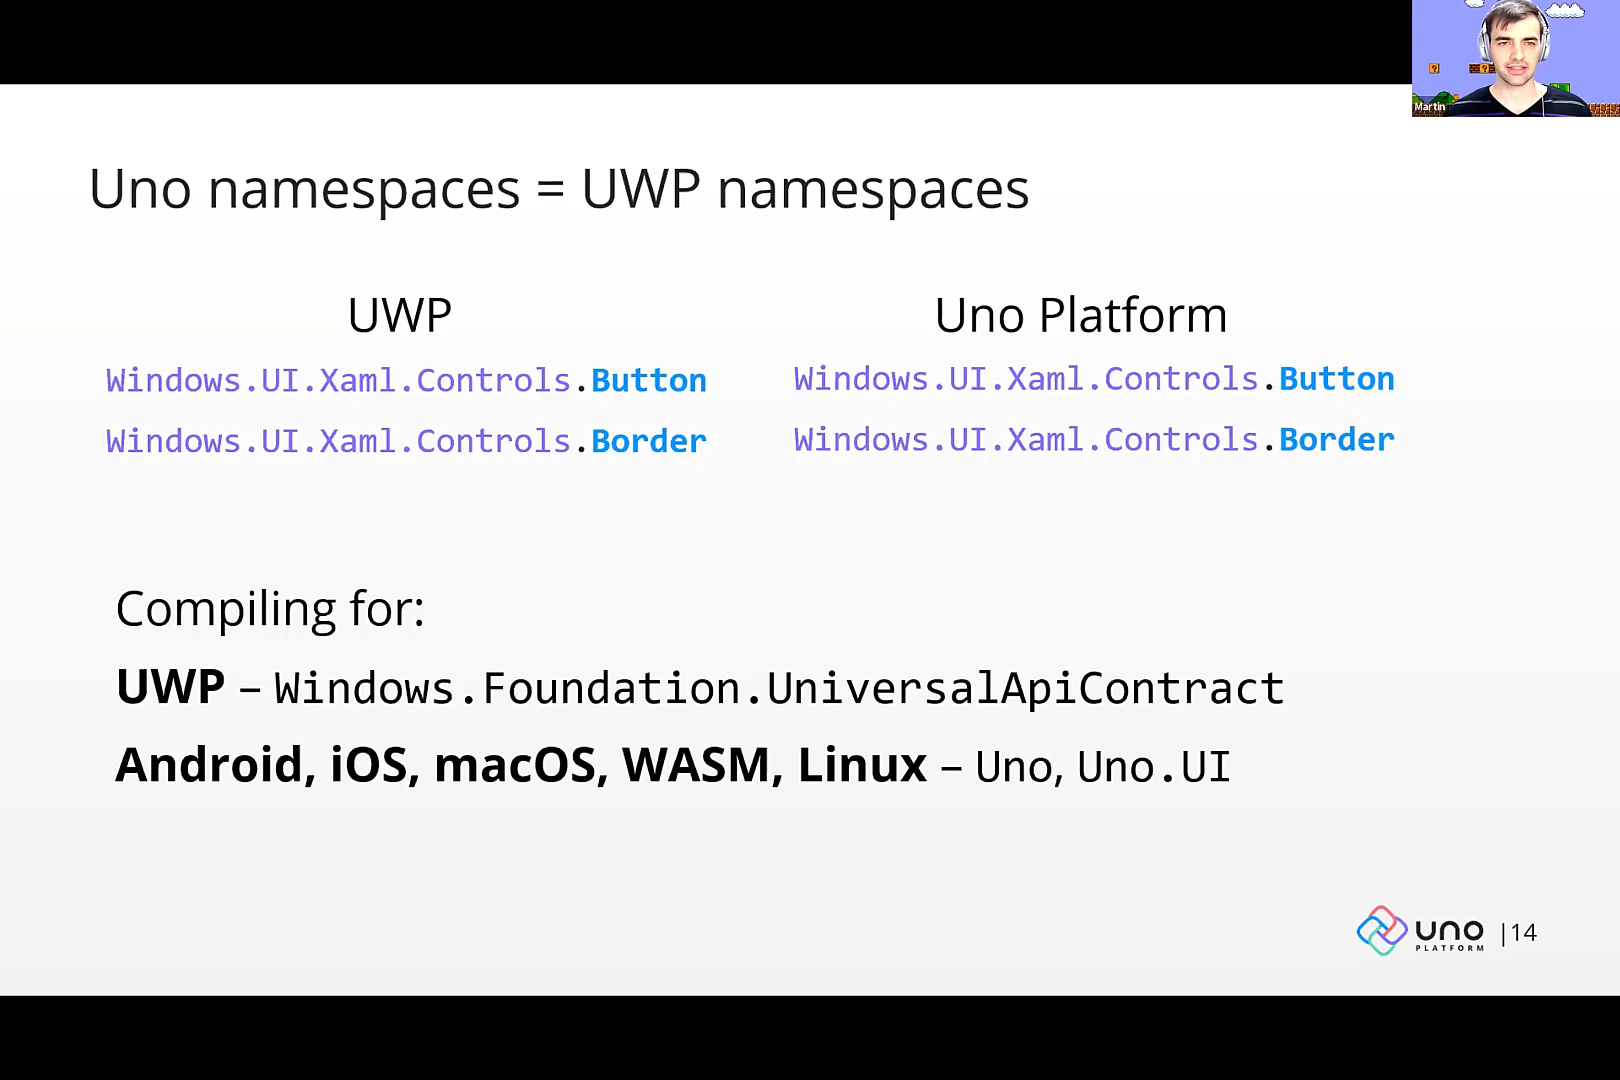 Martin
Uno namespaces = UWP namespaces
UWP
Windows.UI.Xaml.Controls.Button
Windows.UI.Xaml.Controls.Border
Uno Platform
Windows.UI.Xaml.Controls.Button
Windows.UI.Xaml.Controls.Border
Compiling for:
UWP – Windows.Foundation.UniversalApiContract
Android, iOS, macOS, WASM, Linux – Uno, Uno.UI
uno
PLATFORM
|14